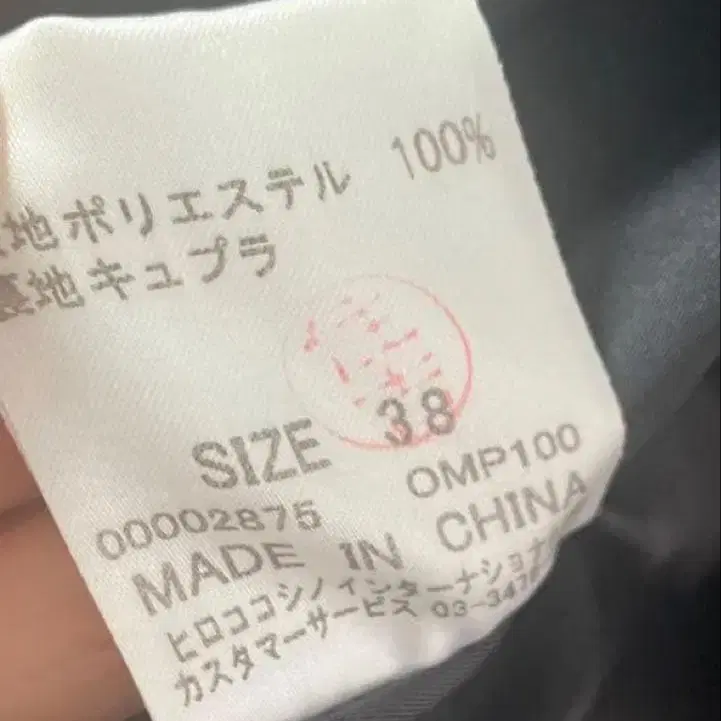 地ポリエステル 100%
裏地キュプラ
SIZE 38
00002875 OMP100
MADE IN CHINA
ヒロココシノインターナショナ
カスタマーサービス 03-347